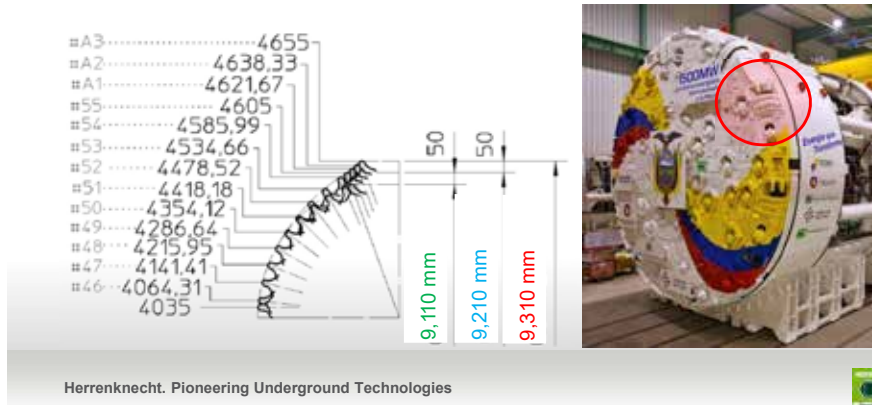 #A3 4655
#A2 4638,33
#A1 4621,67
#55 4605
#54 4585,99
#53 4534,66
#52 4478,52
#51 4418,18
#50 4354,12
#49 4286,64
#48 4215,95
#47 4141,41
#46 4064,31
4035
50
50
9,110 mm
9,210 mm
9,310 mm
1500MW
Herrenknecht. Pioneering Underground Technologies